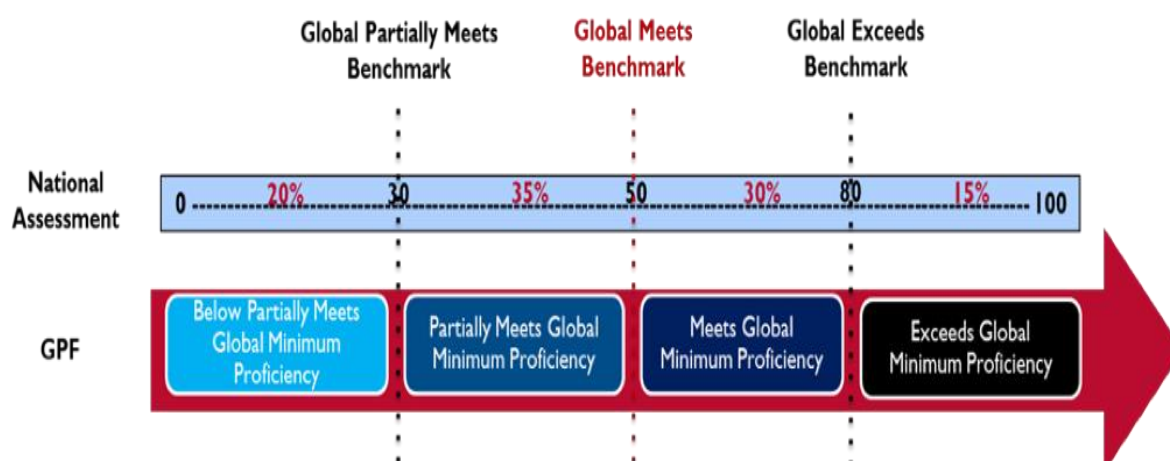 Global Partially Meets
Benchmark
Global Meets
Benchmark
Global Exceeds
Benchmark
National
Assessment
0 20% 30 35% 50 30% 80 15% 100
GPF
Below Partially Meets
Global Minimum
Proficiency
Partially Meets Global
Minimum Proficiency
Meets Global
Minimum Proficiency
Exceeds Global
Minimum Proficiency